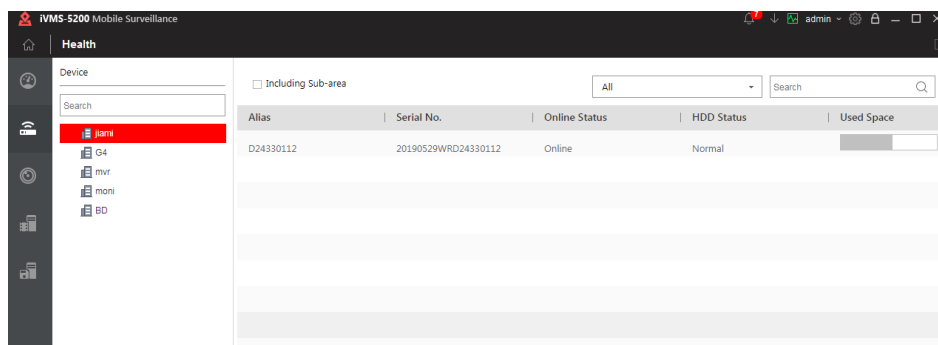 iVMS-5200 Mobile Surveillance
7
admin
Health
Device
Including Sub-area
All
Search
Search
Alias
Serial No.
Online Status
HDD Status
Used Space
jiami
D24330112
20190529WRD24330112
Online
Normal
G4
mvr
moni
BD